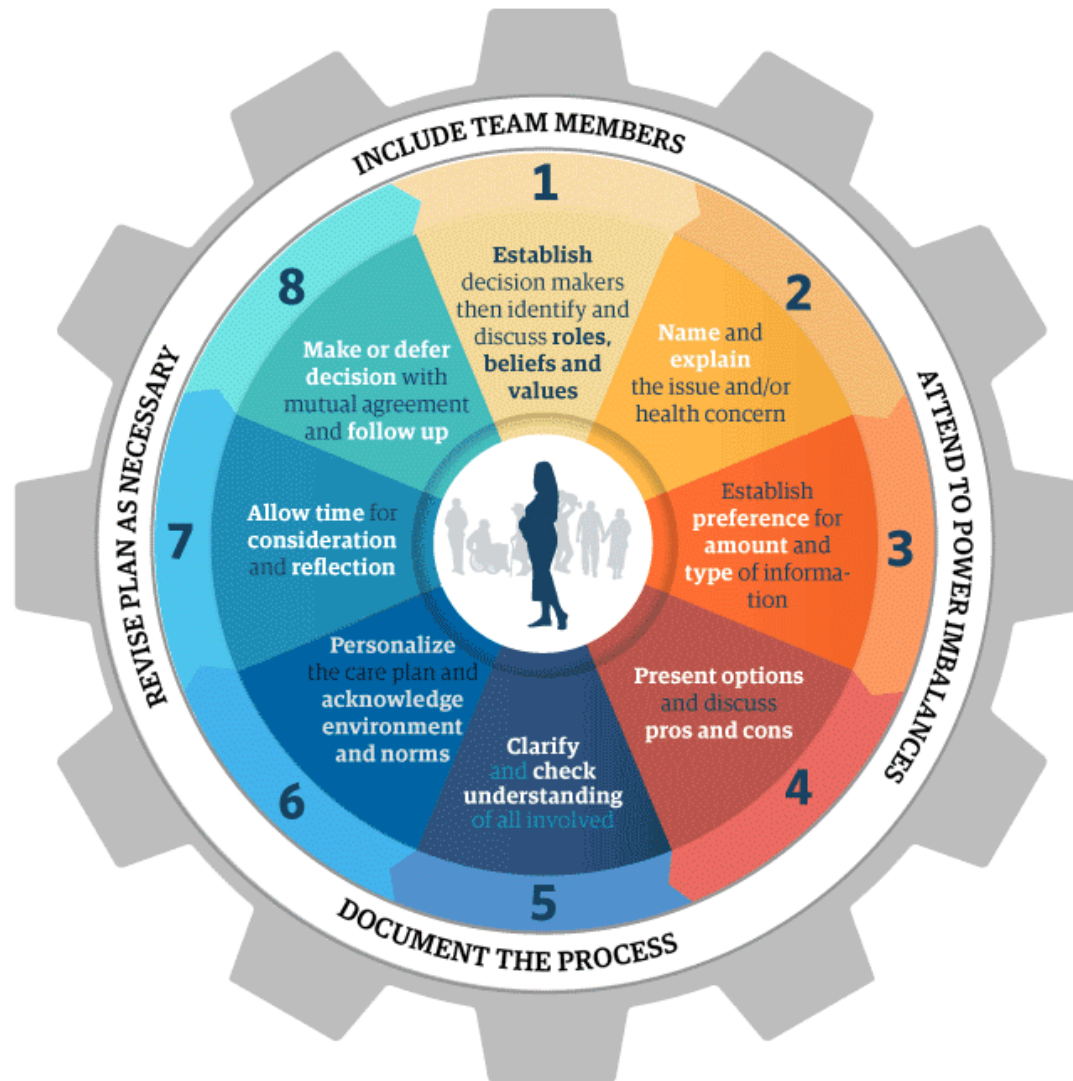 INCLUDE TEAM MEMBERS
ATTEND TO POWER IMBALANCES
DOCUMENT THE PROCESS
REVISE PLAN AS NECESSARY
1
Establish
decision makers
then identify and
discuss roles,
beliefs and
values
2
Name and
explain
the issue and/or
health concern
3
Establish
preference for
amount and
type of informa-
tion
4
Present options
and discuss
pros and cons
5
Clarify
and check
understanding
of all involved
6
Personalize
the care plan and
acknowledge
environment
and norms
7
Allow time for
consideration
and reflection
8
Make or defer
decision with
mutual agreement
and follow up